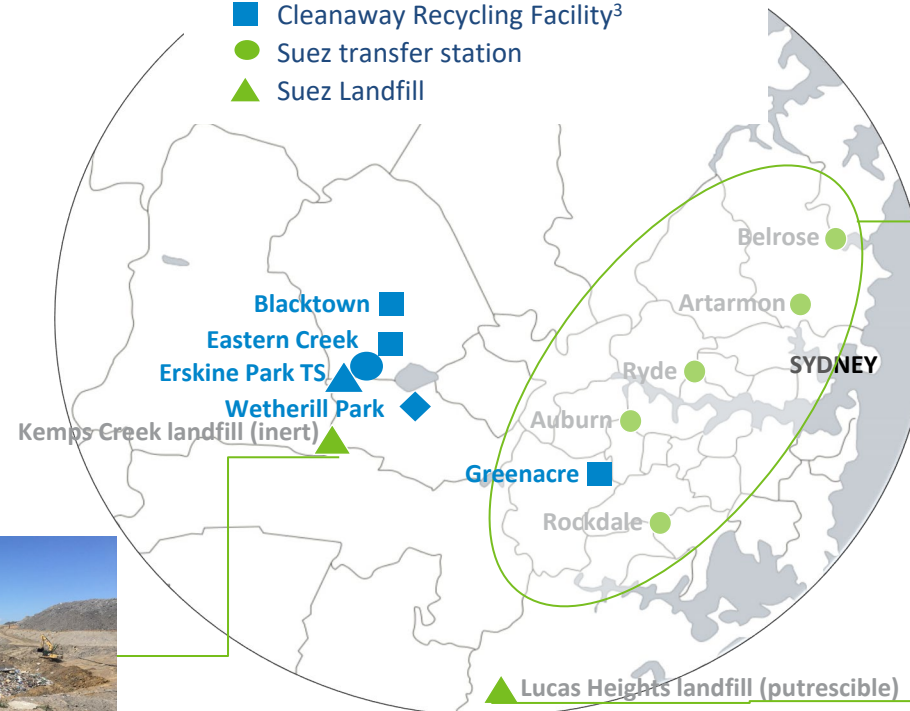 Cleanaway Recycling Facility³
Suez transfer station
Suez Landfill
Belrose
Blacktown
Artarmon
Eastern Creek
SYDNEY
Erskine Park TS
Ryde
Wetherill Park
Auburn
Kemps Creek landfill (inert)
Greenacre
Rockdale
Lucas Heights landfill (putrescible)